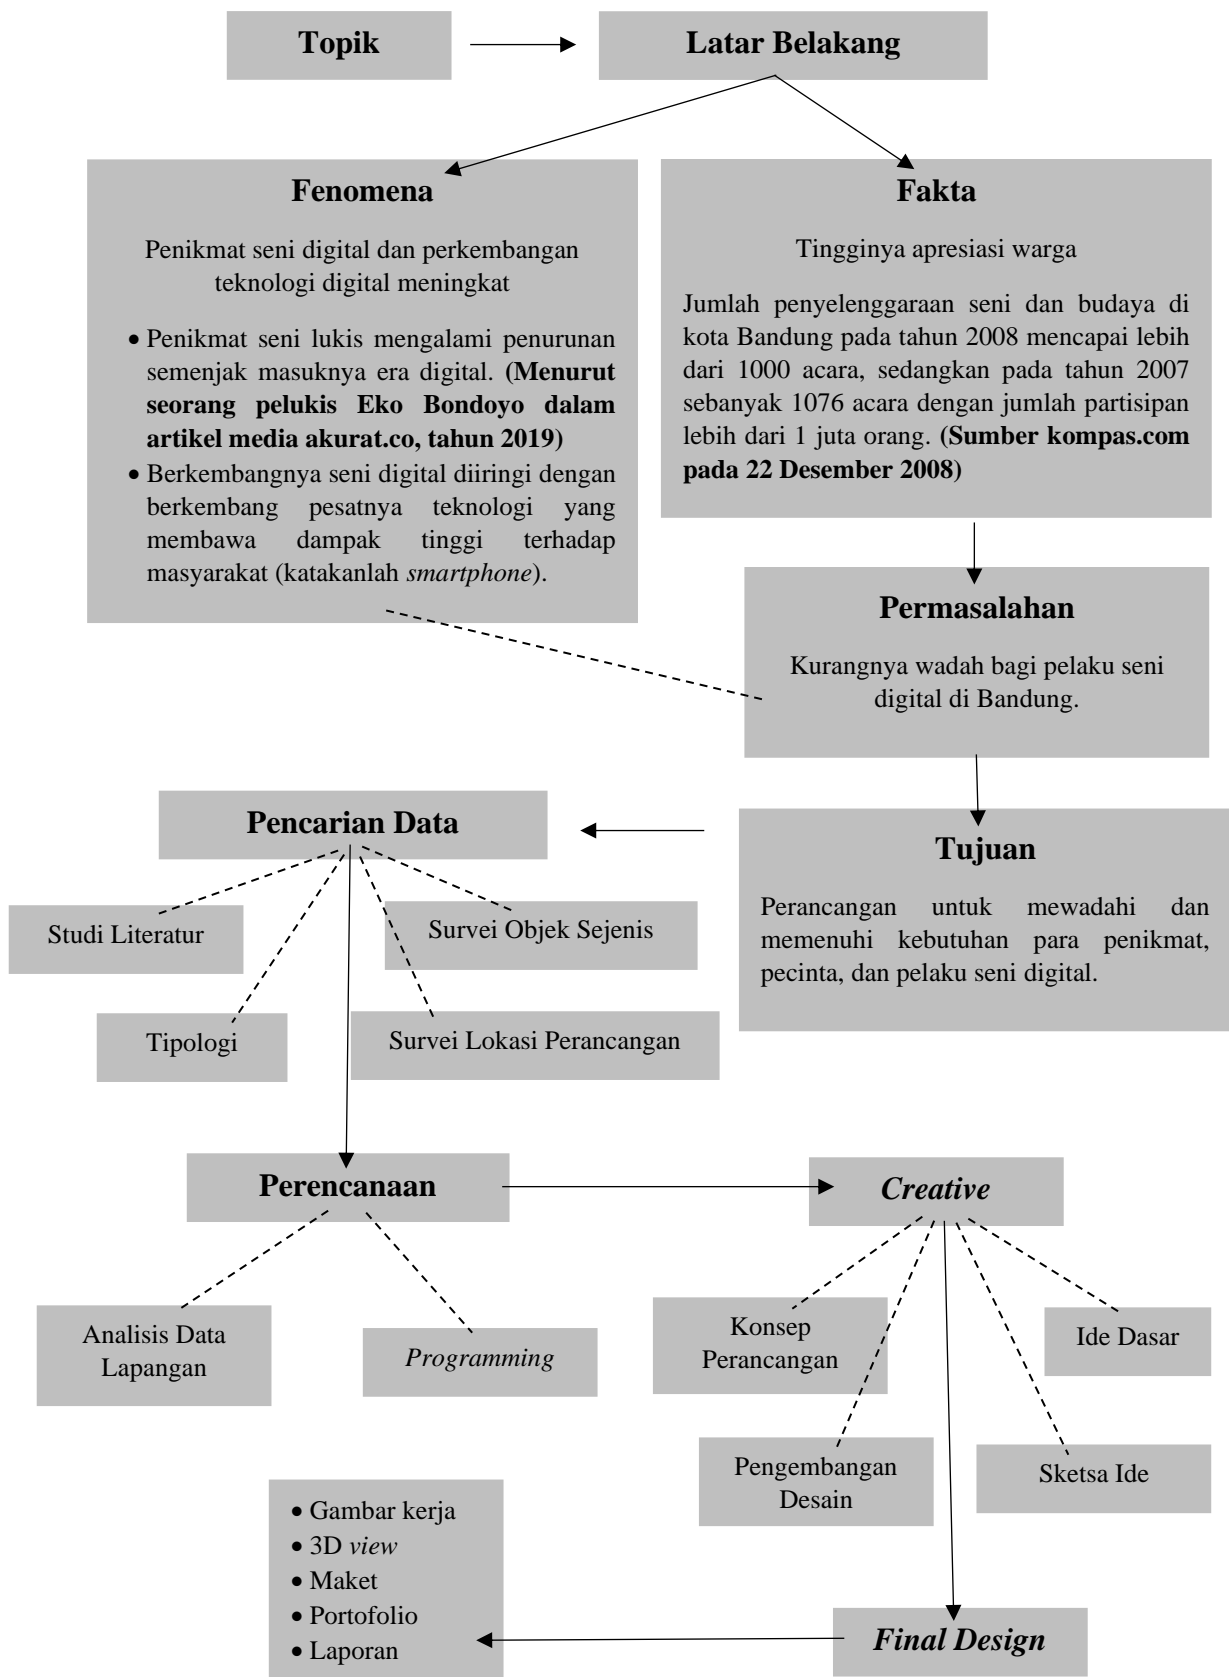 Topik
Latar Belakang
Fenomena
Penikmat seni digital dan perkembangan
teknologi digital meningkat
• Penikmat seni lukis mengalami penurunan
semenjak masuknya era digital. (Menurut
seorang pelukis Eko Bondoyo dalam
artikel media akurat.co, tahun 2019)
• Berkembangnya seni digital diiringi dengan
berkembang pesatnya teknologi yang
membawa dampak tinggi terhadap
masyarakat (katakanlah smartphone).
Fakta
Tingginya apresiasi warga
Jumlah penyelenggaraan seni dan budaya di
kota Bandung pada tahun 2008 mencapai lebih
dari 1000 acara, sedangkan pada tahun 2007
sebanyak 1076 acara dengan jumlah partisipan
lebih dari 1 juta orang. (Sumber kompas.com
pada 22 Desember 2008)
Permasalahan
Kurangnya wadah bagi pelaku seni
digital di Bandung.
Tujuan
Perancangan untuk mewadahi dan
memenuhi kebutuhan para penikmat,
pecinta, dan pelaku seni digital.
Pencarian Data
Studi Literatur
Survei Objek Sejenis
Tipologi
Survei Lokasi Perancangan
Perencanaan
Analisis Data
Lapangan
Programming
Creative
Konsep
Perancangan
Ide Dasar
Pengembangan
Desain
Sketsa Ide
Final Design
• Gambar kerja
• 3D view
• Maket
• Portofolio
• Laporan